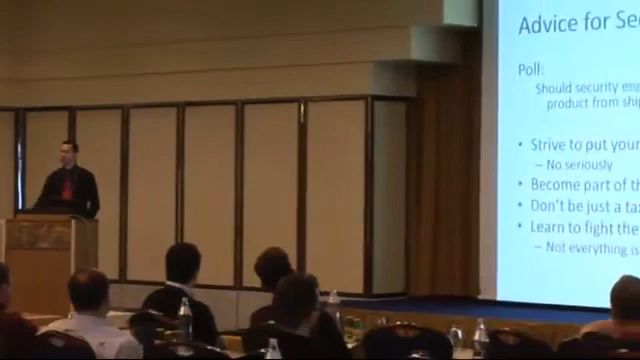 Advice for Se
Poll:
Should security eng
product from ship
• Strive to put your
– No seriously
• Become part of th
• Don't be just a tax
• Learn to fight the
– Not everything is